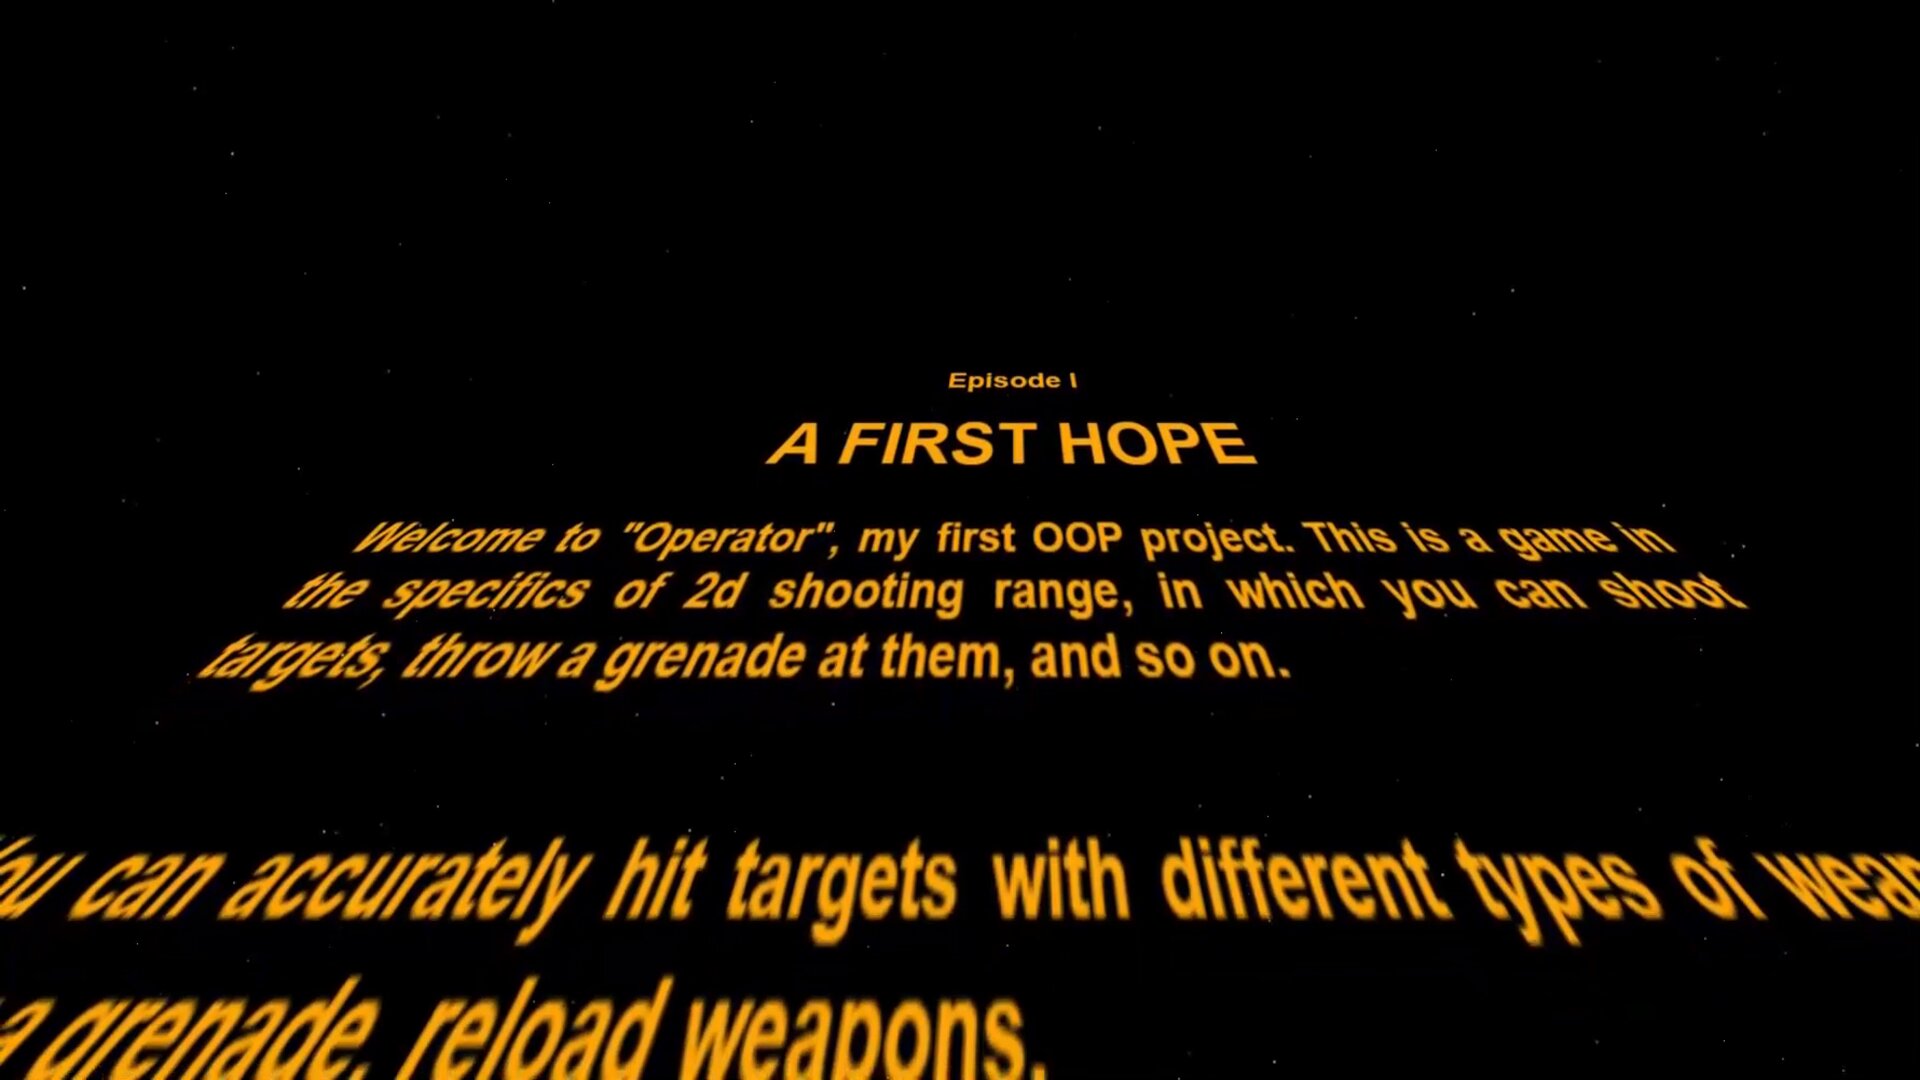 Episode I
A FIRST HOPE
Welcome to "Operator", my first OOP project. This is a game in
the specifics of 2d shooting range, in which you can shoot
targets, throw a grenade at them, and so on.
can accurately hit targets with different types of
a grenade, reload weapons.